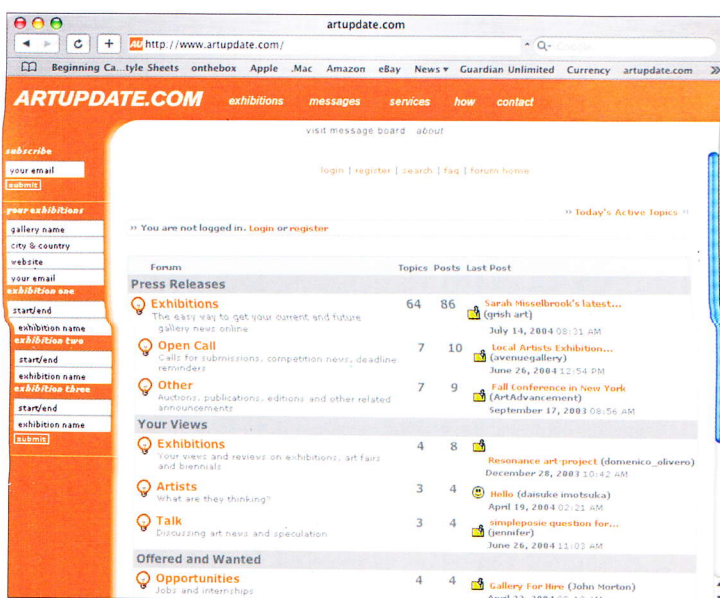 artupdate.com
AU http://www.artupdate.com/
Q- Google
Beginning Ca...tyle Sheets onthebox Apple .Mac Amazon eBay News ▾ Guardian Unlimited Currency artupdate.com »
ARTUPDATE.COM exhibitions messages services how contact
visit message board about
subscribe
your email
submit
your exhibitions
gallery name
city & country
website
your email
exhibition one
start/end
exhibition name
exhibition two
start/end
exhibition name
exhibition three
start/end
exhibition name
submit
login | register | search | faq | forum home
» Today's Active Topics «
» You are not logged in. Login or register
Forum Topics Posts Last Post
Press Releases
Exhibitions 64 86 Sarah Misselbrook's latest...
The easy way to get your current and future (grish art)
gallery news online July 14, 2004 08:31 AM
Open Call 7 10 Local Artists Exhibition...
Calls for submissions, competition news, deadline (avenuegallery)
reminders June 26, 2004 12:54 PM
Other 7 9 Fall Conference in New York
Auctions, publications, editions and other related (ArtAdvancement)
announcements September 17, 2003 08:56 AM
Your Views
Exhibitions 4 8
Your views and reviews on exhibitions, art fairs Resonance art-project (domenico_olivero)
and biennials December 28, 2003 10:42 AM
Artists 3 4 Hello (daisuke imotsuka)
What are they thinking? April 19, 2004 02:21 AM
Talk 3 4 simpleposie question for...
Discussing art news and speculation (jennifer)
June 26, 2004 11:03 AM
Offered and Wanted
Opportunities 4 4 Gallery For Hire (John Morton)
Jobs and internships